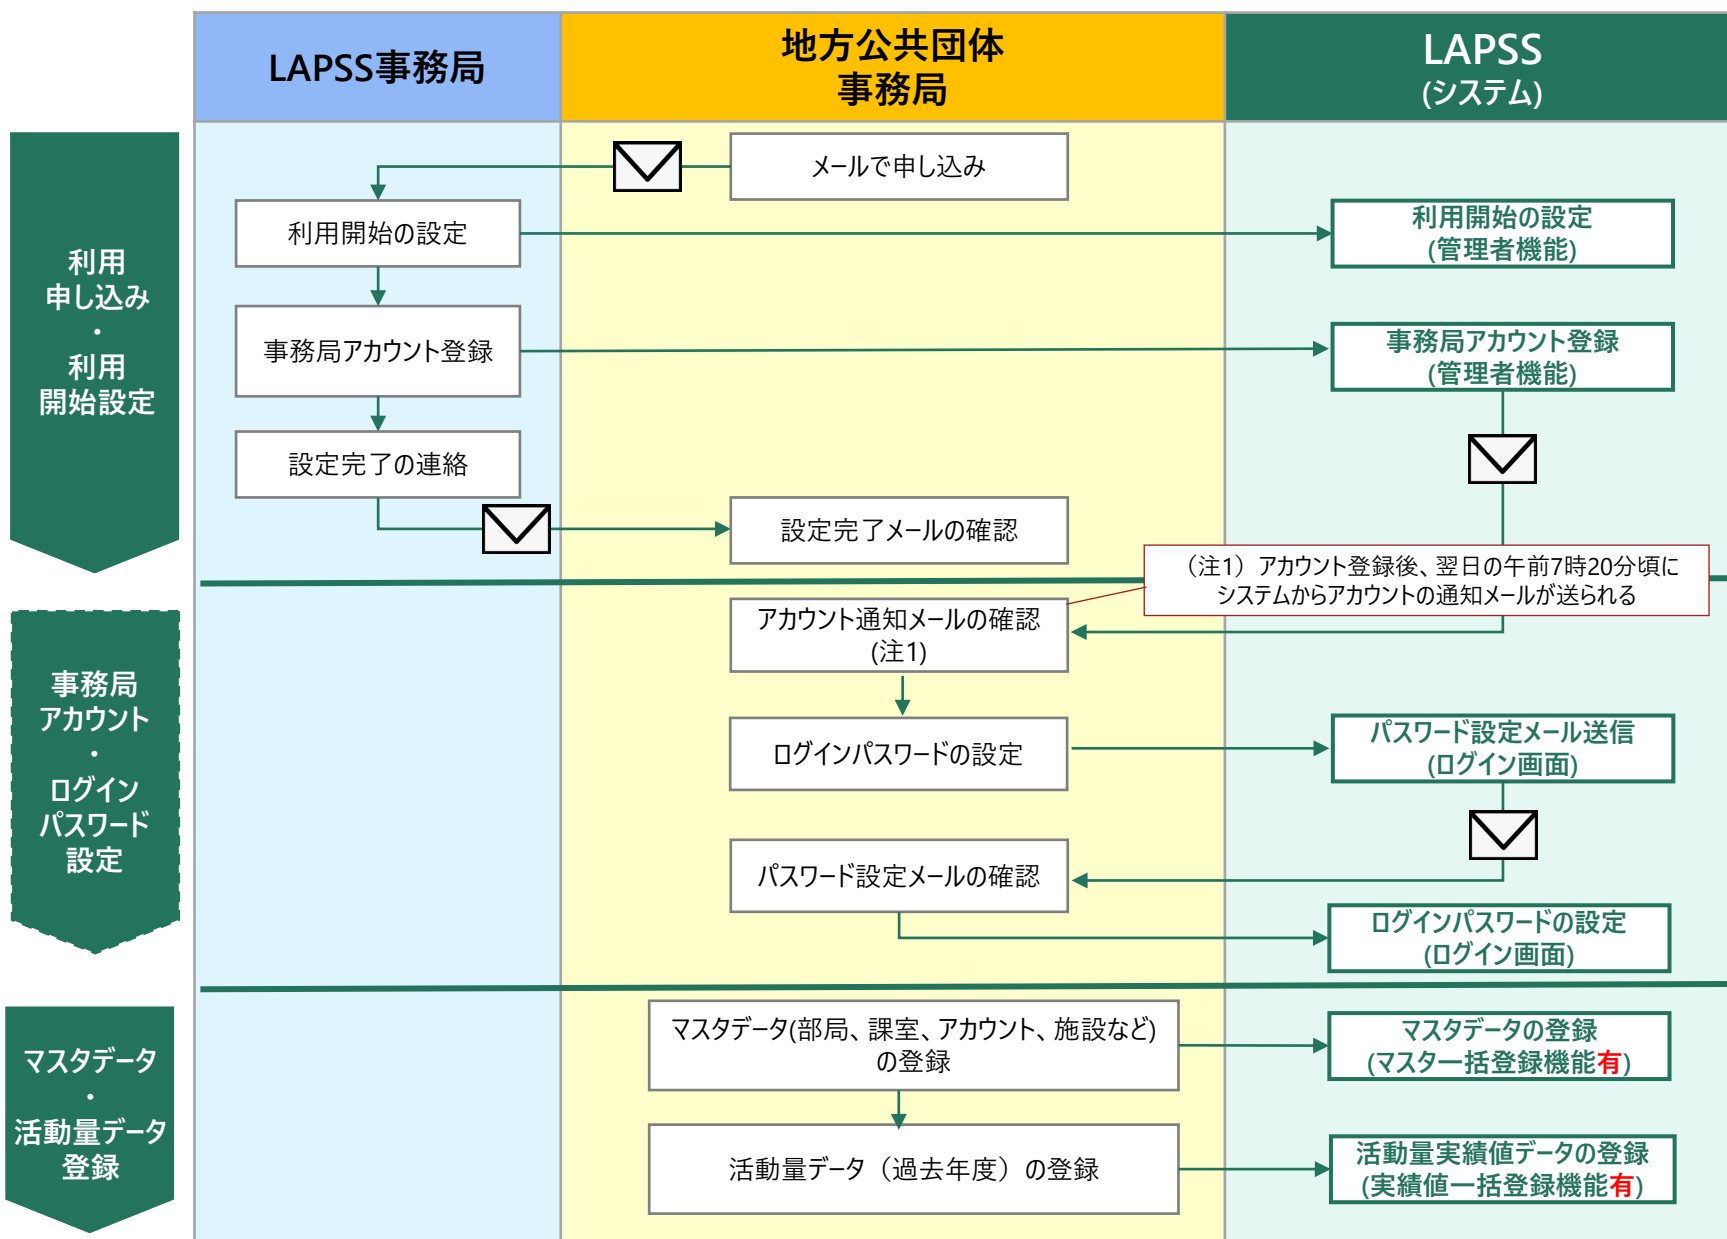 LAPSS事務局
地方公共団体
事務局
LAPSS
(システム)
利用
申し込み
・
利用
開始設定
メールで申し込み
利用開始の設定
利用開始の設定
(管理者機能)
事務局アカウント登録
事務局アカウント登録
(管理者機能)
設定完了の連絡
設定完了メールの確認
（注1）アカウント登録後、翌日の午前7時20分頃に
システムからアカウントの通知メールが送られる
事務局
アカウント
・
ログイン
パスワード
設定
アカウント通知メールの確認
(注1)
ログインパスワードの設定
パスワード設定メール送信
(ログイン画面)
パスワード設定メールの確認
ログインパスワードの設定
(ログイン画面)
マスタデータ
・
活動量データ
登録
マスタデータ(部局、課室、アカウント、施設など)
の登録
マスタデータの登録
(マスター括登録機能有)
活動量データ（過去年度）の登録
活動量実績値データの登録
(実績値一括登録機能有)